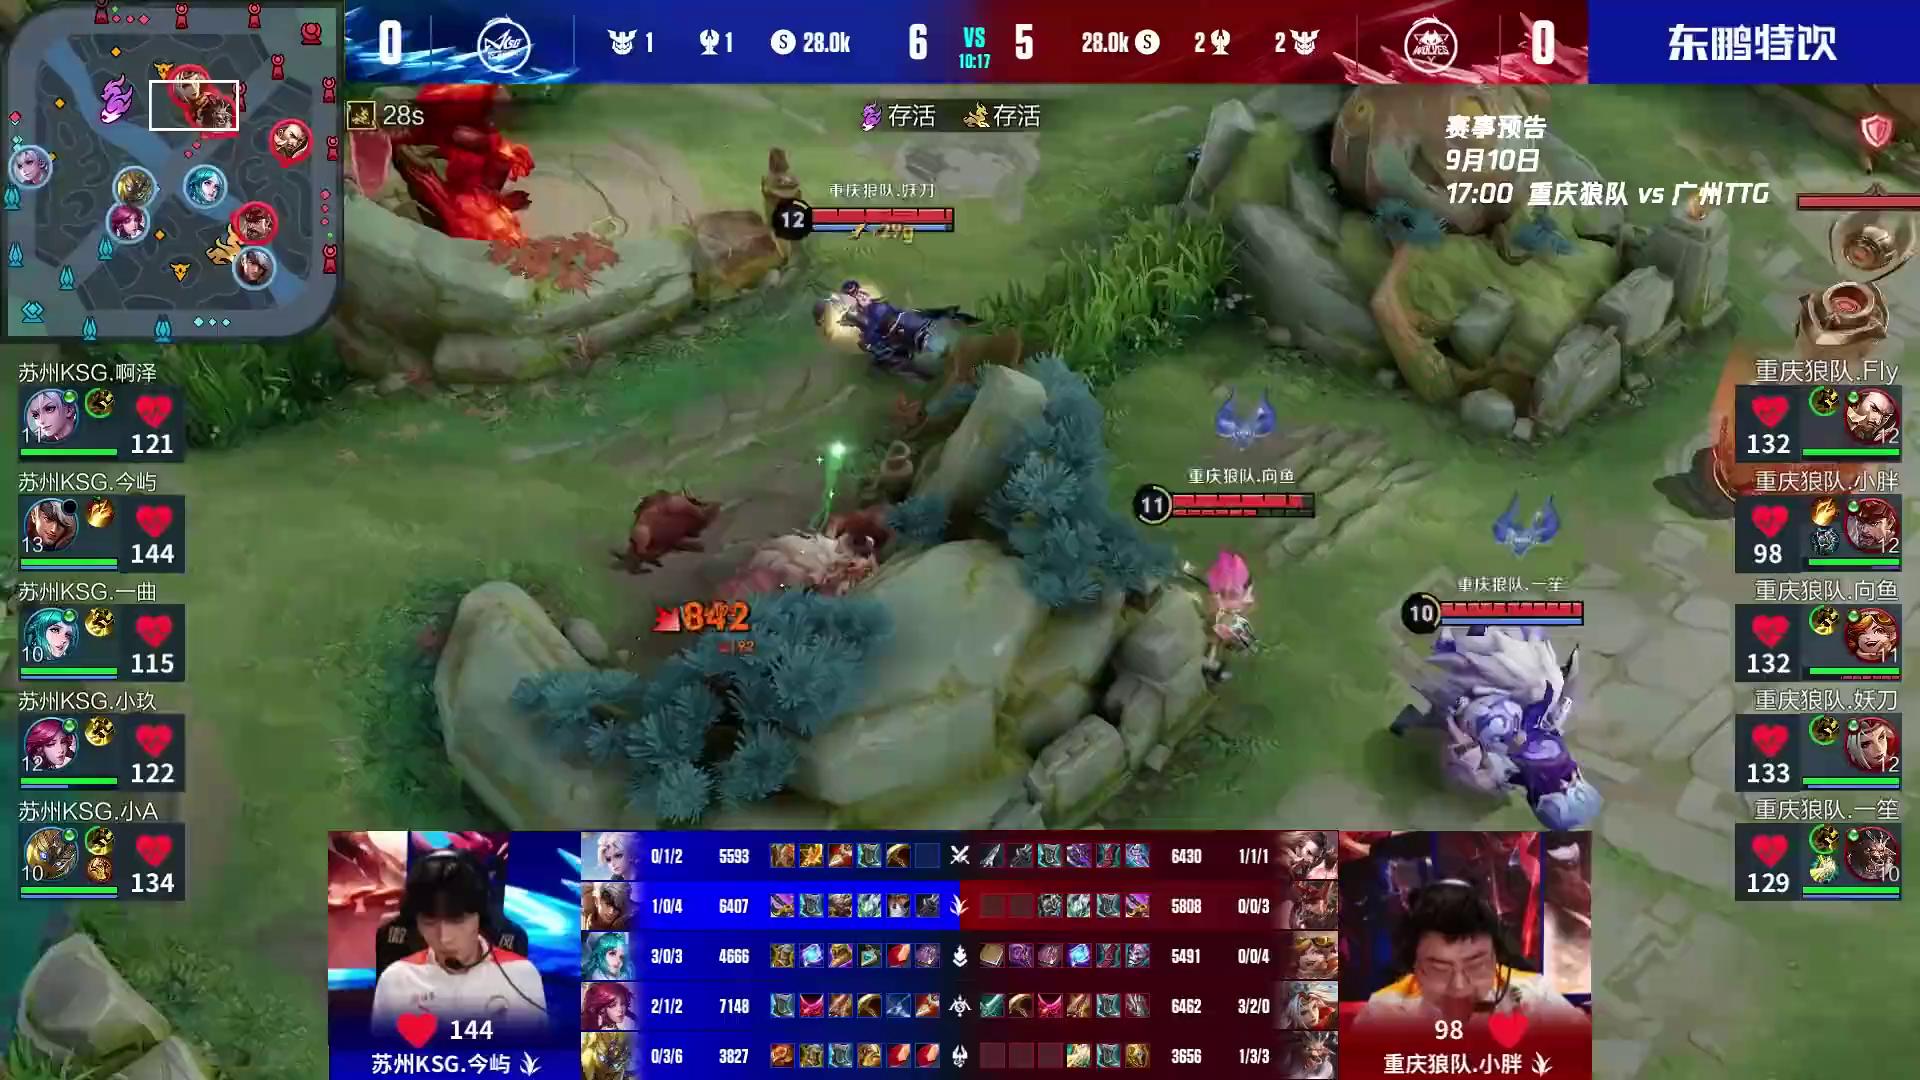 0
1
1
28.0k
6
VS
10:17
5
28.0k
2
2
WOLVES
0
东鹏特饮
28s
存活
存活
赛事预告
9月10日
17:00 重庆狼队 vs 广州TTG
重庆狼队.妖刀
12
重庆狼队.向鱼
11
重庆狼队.一笙
10
842
192
苏州KSG.啊泽
11
121
苏州KSG.今屿
13
144
苏州KSG.一曲
10
115
苏州KSG.小玖
12
122
苏州KSG.小A
10
134
重庆狼队.Fly
132
12
重庆狼队.小胖
98
12
重庆狼队.向鱼
132
11
重庆狼队.妖刀
133
12
重庆狼队.一笙
129
10
0/1/2 5593 6430 1/1/1
1/0/4 6407 5808 0/0/3
3/0/3 4666 5491 0/0/4
2/1/2 7148 6462 3/2/0
0/3/6 3827 3656 1/3/3
144
苏州KSG.今屿
98
重庆狼队.小胖